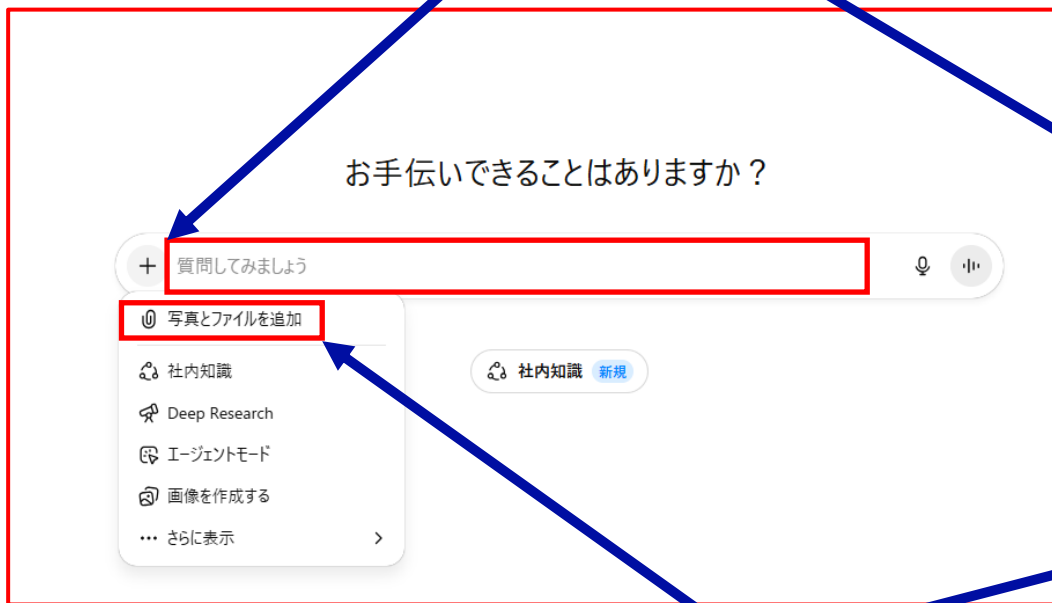 お手伝いできることはありますか？
質問してみましょう
写真とファイルを追加
社内知識
Deep Research
エージェントモード
画像を作成する
さらに表示
社内知識 新規